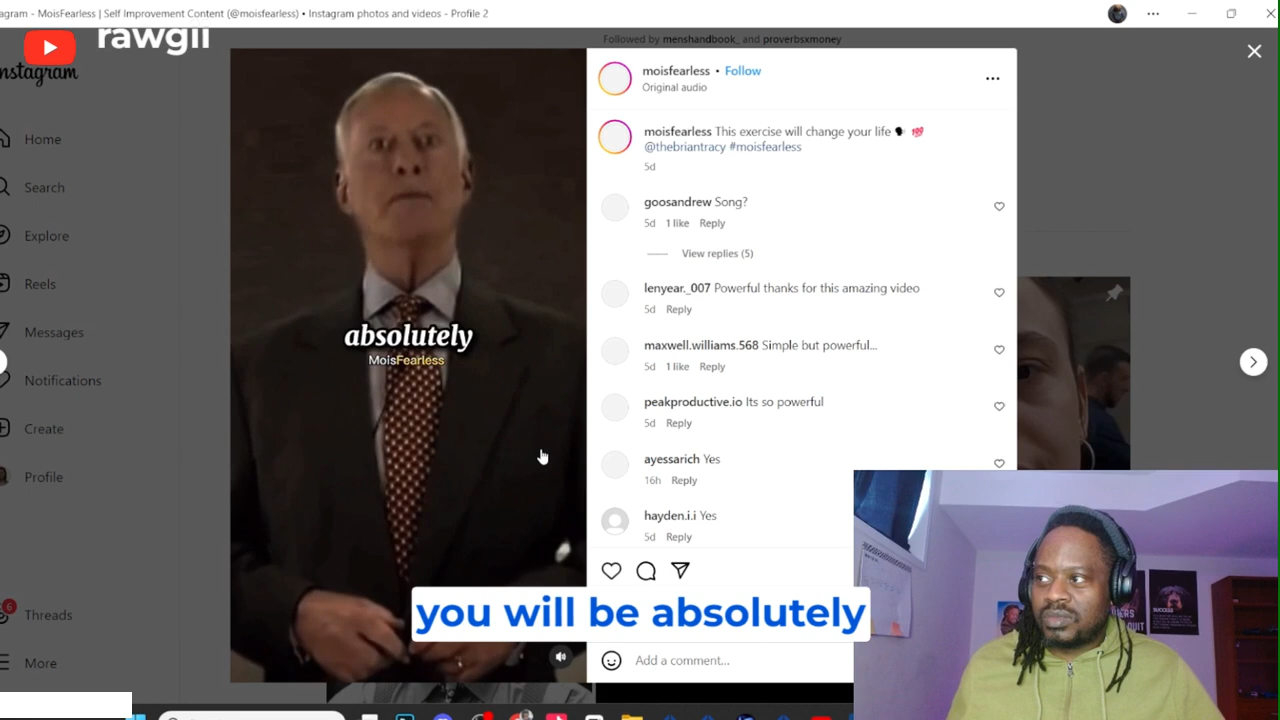 agram - MoisFearless | Self Improvement Content (@moisfearless) • Instagram photos and videos - Profile 2
rawgii
Followed by menshandbook_ and proverbsxmoney
nstagram
Home
Search
Explore
Reels
Messages
Notifications
Create
Profile
6
Threads
More
absolutely
MoisFearless
moisfearless • Follow
Original audio
moisfearless This exercise will change your life 🗣 💯
@thebriantracy #moisfearless
5d
goosandrew Song?
5d 1 like Reply
View replies (5)
lenyear._007 Powerful thanks for this amazing video
5d Reply
maxwell.williams.568 Simple but powerful...
5d 1 like Reply
peakproductive.io Its so powerful
5d Reply
ayessarich Yes
16h Reply
hayden.i.i Yes
5d Reply
you will be absolutely
Add a comment...
SUCCESS